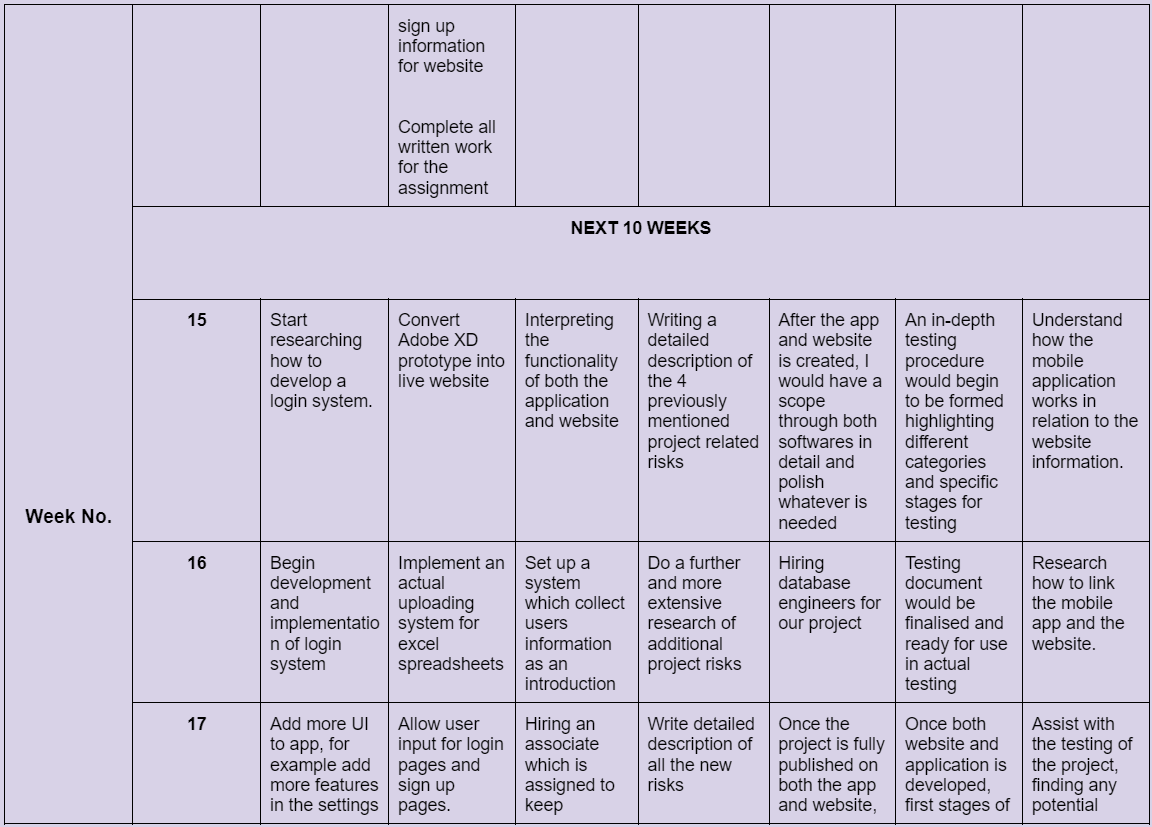 sign up
information
for website
Complete all
written work
for the
assignment
NEXT 10 WEEKS
Week No.
15
Start
researching
how to
develop a
login system.
Convert
Adobe XD
prototype into
live website
Interpreting
the
functionality
of both the
application
and website
Writing a
detailed
description of
the 4
previously
mentioned
project related
risks
After the app
and website
is created, I
would have a
scope
through both
softwares in
detail and
polish
whatever is
needed
An in-depth
testing
procedure
would begin
to be formed
highlighting
different
categories
and specific
stages for
testing
Understand
how the
mobile
application
works in
relation to the
website
information.
16
Begin
development
and
implementatio
n of login
system
Implement an
actual
uploading
system for
excel
spreadsheets
Set up a
system
which collect
users
information
as an
introduction
Do a further
and more
extensive
research of
additional
project risks
Hiring
database
engineers for
our project
Testing
document
would be
finalised and
ready for use
in actual
testing
Research
how to link
the mobile
app and the
website.
17
Add more UI
to app, for
example add
more features
in the settings
Allow user
input for login
pages and
sign up
pages.
Hiring an
associate
which is
assigned to
keep
Write detailed
description of
all the new
risks
Once the
project is fully
published on
both the app
and website,
Once both
website and
application is
developed,
first stages of
Assist with
the testing of
the project,
finding any
potential